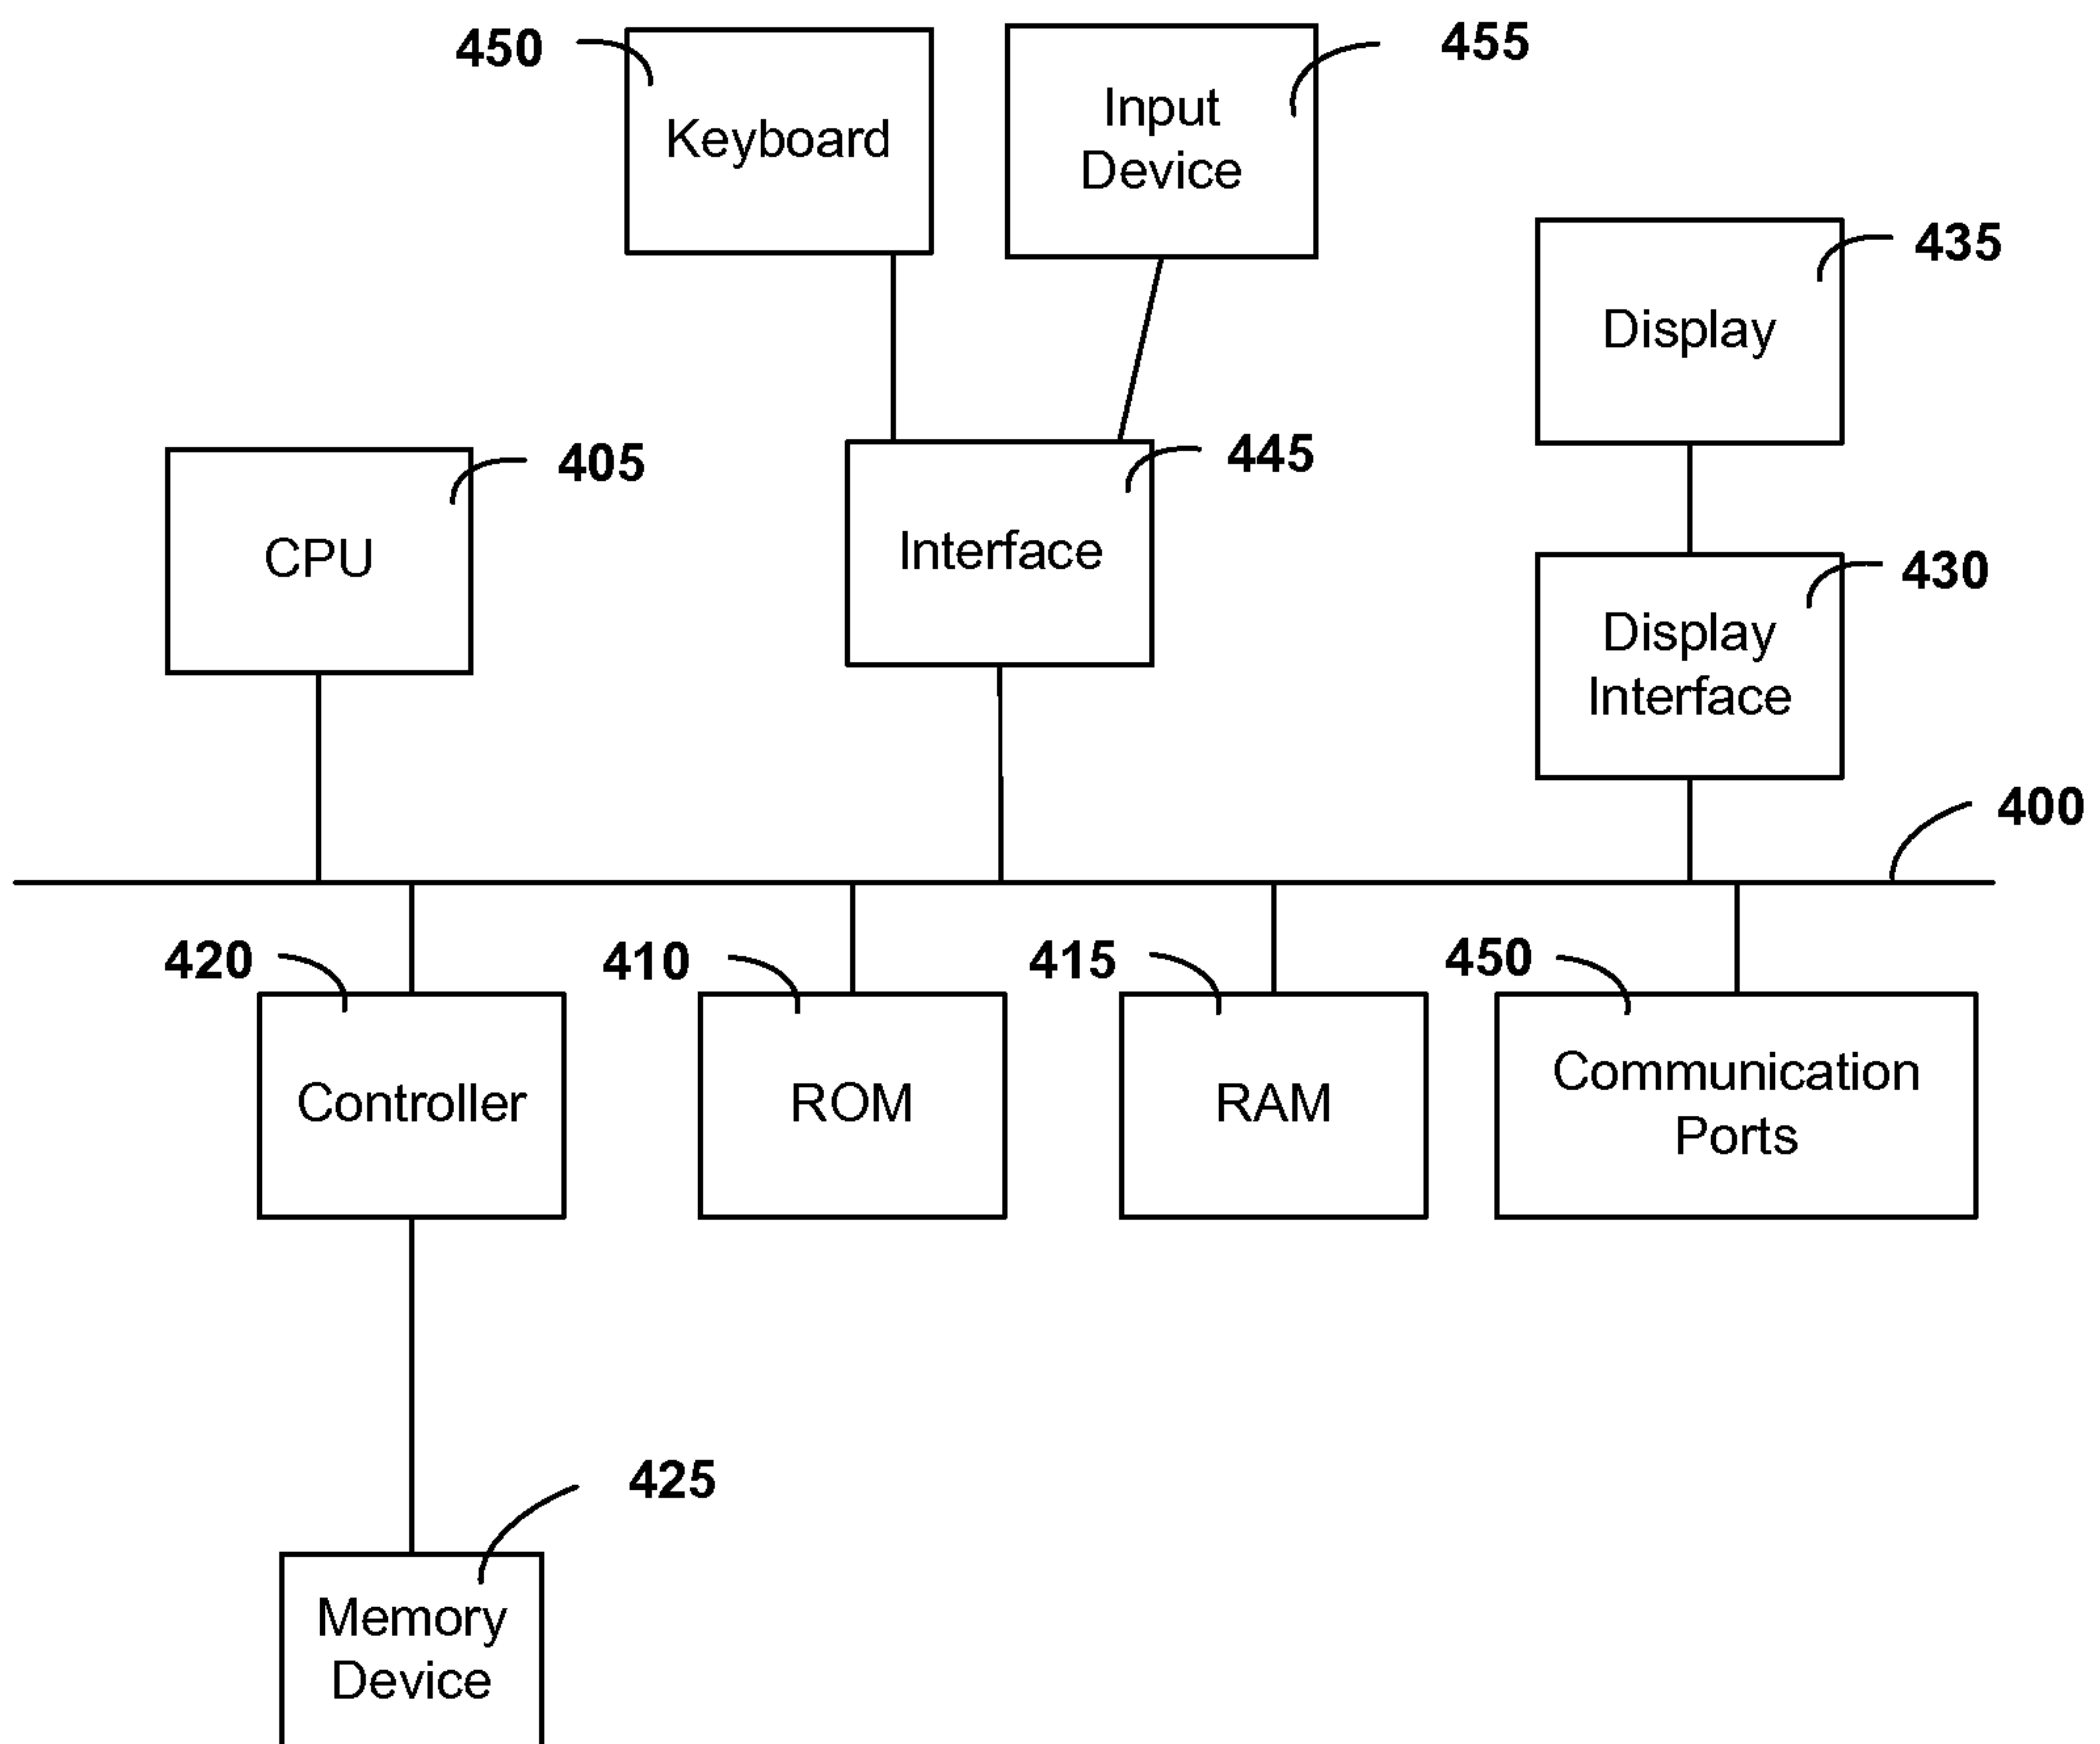 450
Keyboard
455
Input
Device
435
Display
405
CPU
445
Interface
430
Display
Interface
400
420
Controller
410
ROM
415
RAM
450
Communication
Ports
425
Memory
Device